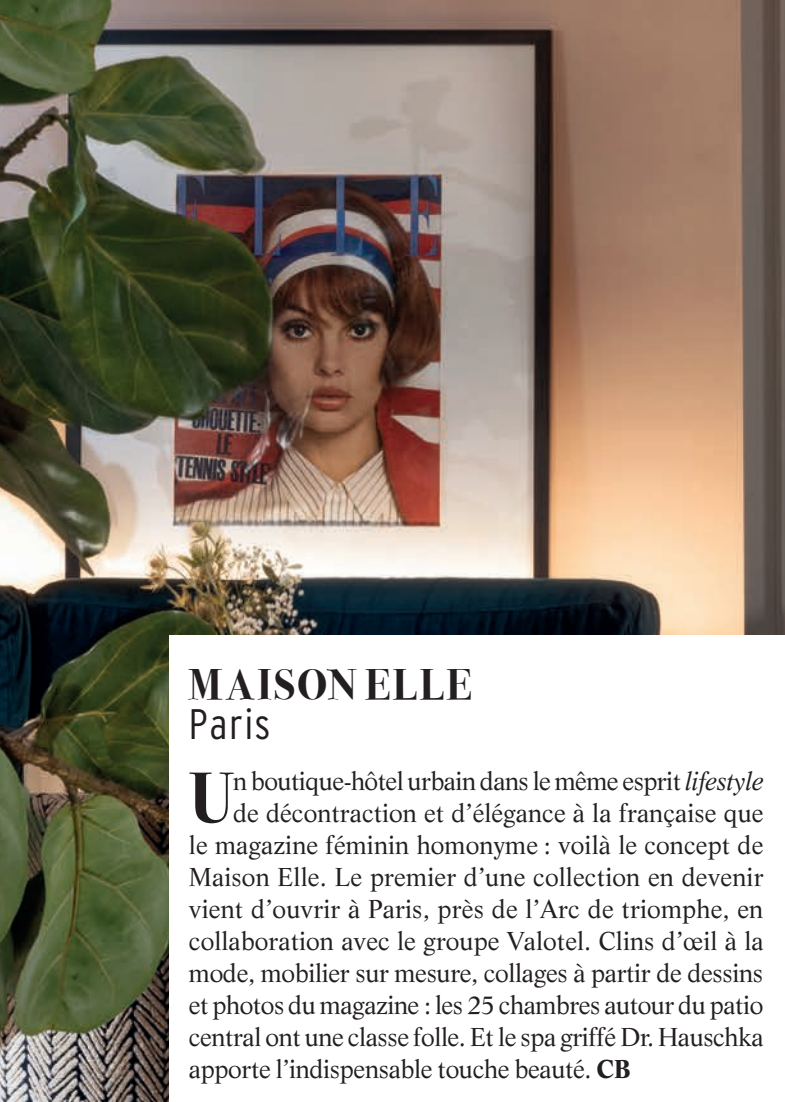 ELLE
CHOUETTE:
LE
TENNIS STYLE
MAISON ELLE
Paris
Un boutique-hôtel urbain dans le même esprit lifestyle
de décontraction et d’élégance à la française que
le magazine féminin homonyme : voilà le concept de
Maison Elle. Le premier d’une collection en devenir
vient d’ouvrir à Paris, près de l’Arc de triomphe, en
collaboration avec le groupe Valotel. Clins d’œil à la
mode, mobilier sur mesure, collages à partir de dessins
et photos du magazine : les 25 chambres autour du patio
central ont une classe folle. Et le spa griffé Dr. Hauschka
apporte l’indispensable touche beauté. CB